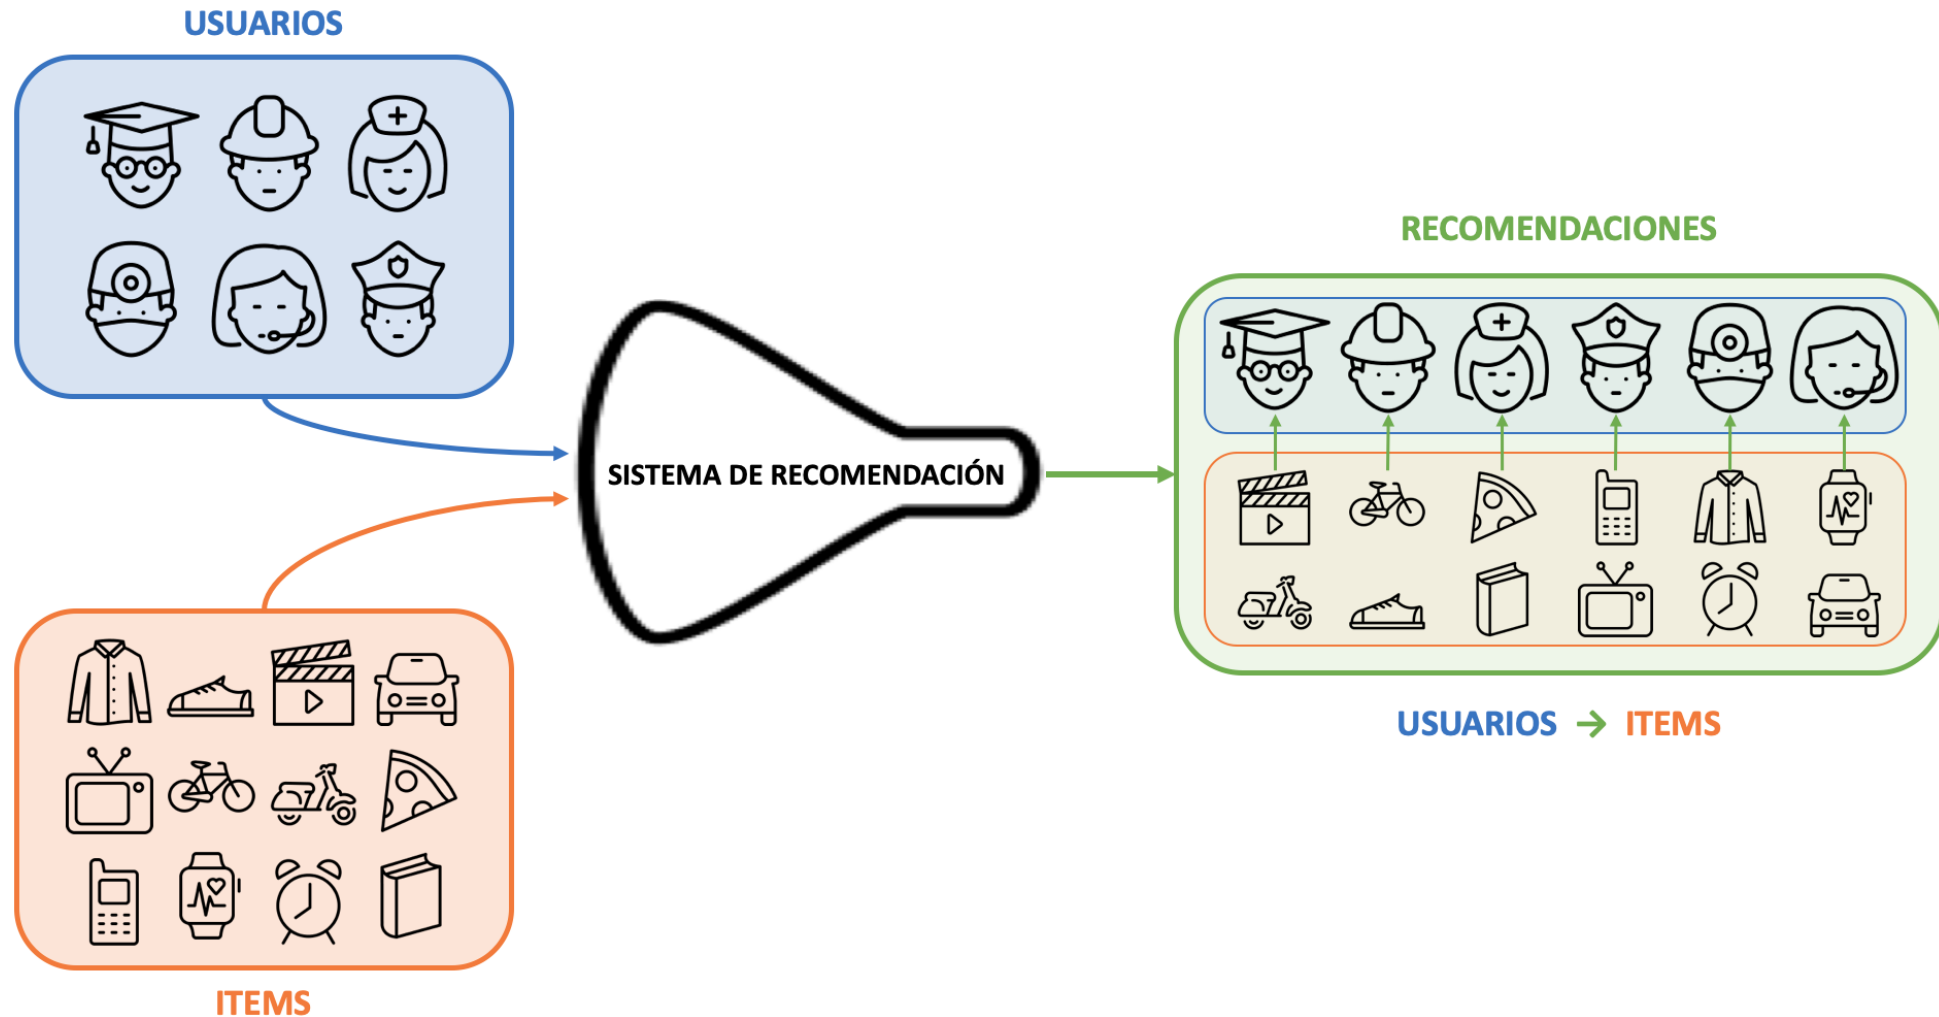 USUARIOS
SISTEMA DE RECOMENDACIÓN
RECOMENDACIONES
USUARIOS → ITEMS
ITEMS